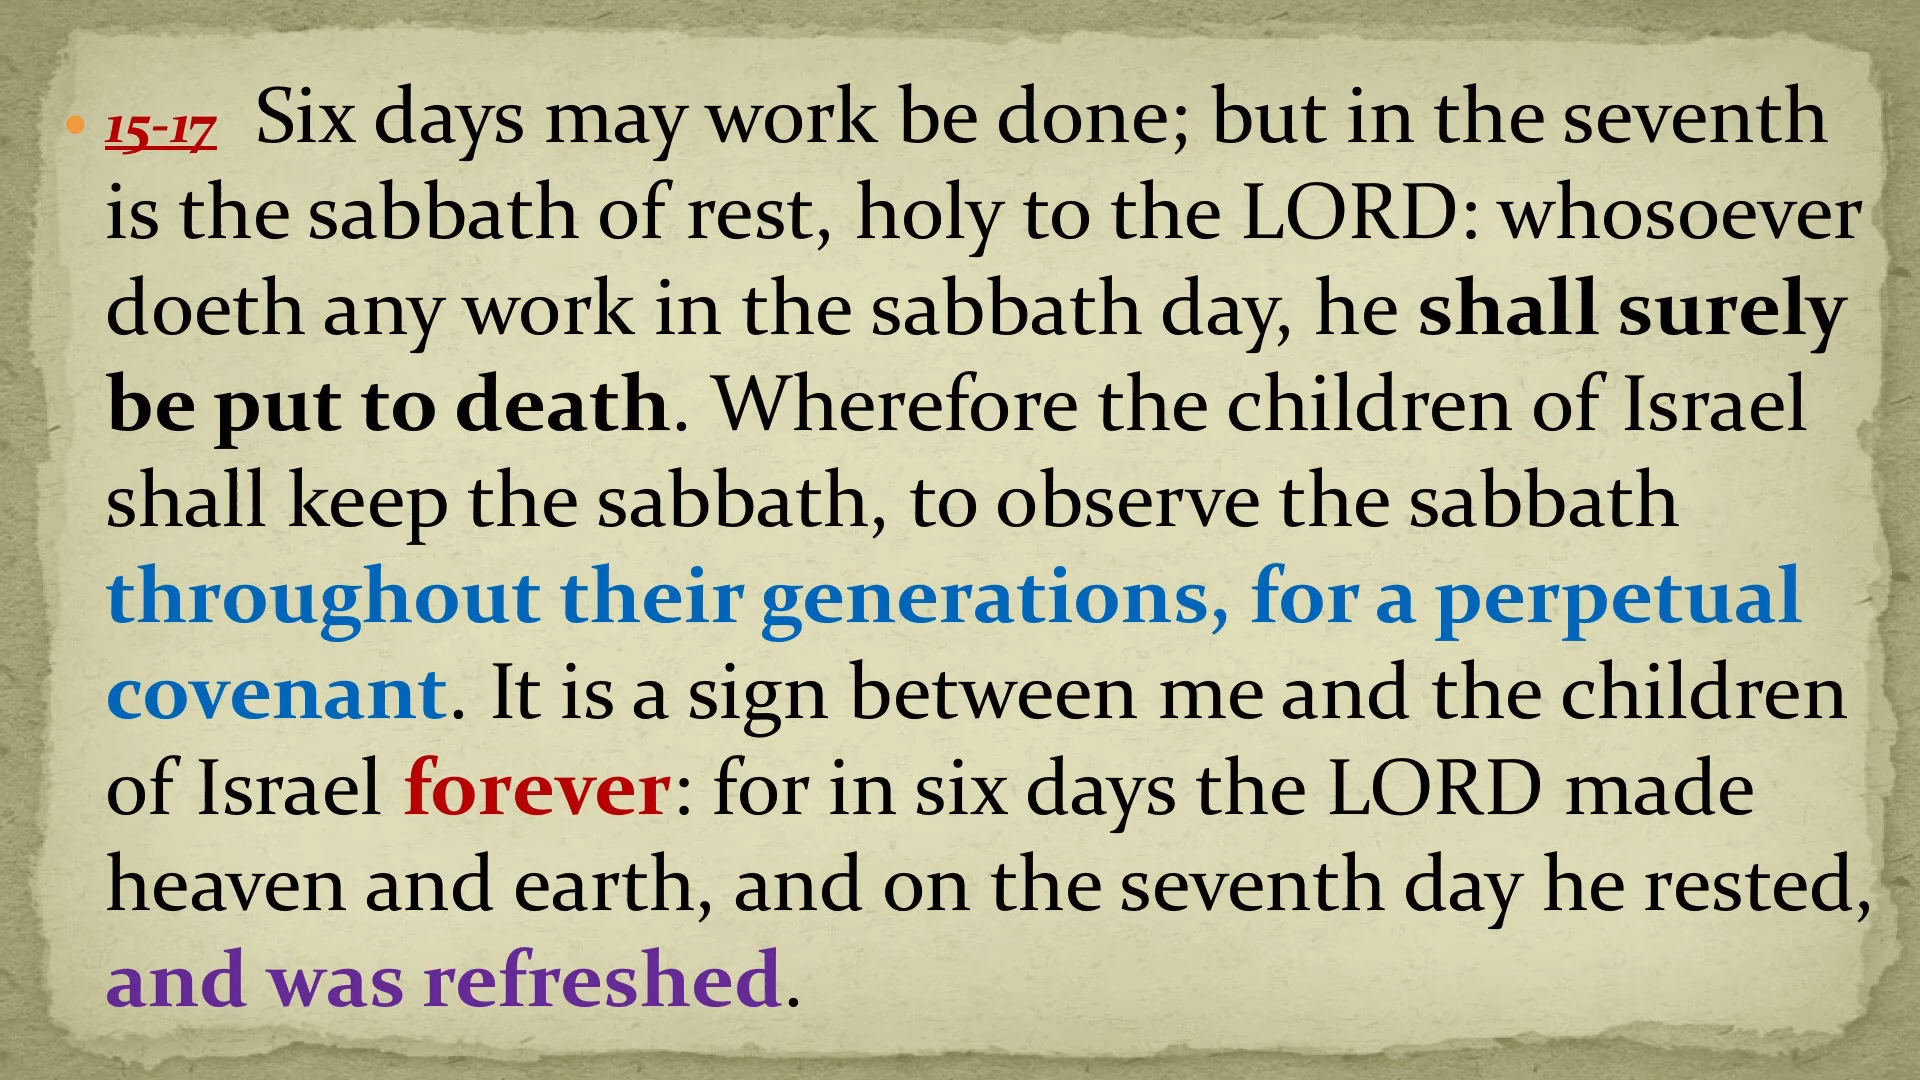 • 15-17 Six days may work be done; but in the seventh
is the sabbath of rest, holy to the LORD: whosoever
doeth any work in the sabbath day, he shall surely
be put to death. Wherefore the children of Israel
shall keep the sabbath, to observe the sabbath
throughout their generations, for a perpetual
covenant. It is a sign between me and the children
of Israel forever: for in six days the LORD made
heaven and earth, and on the seventh day he rested,
and was refreshed.